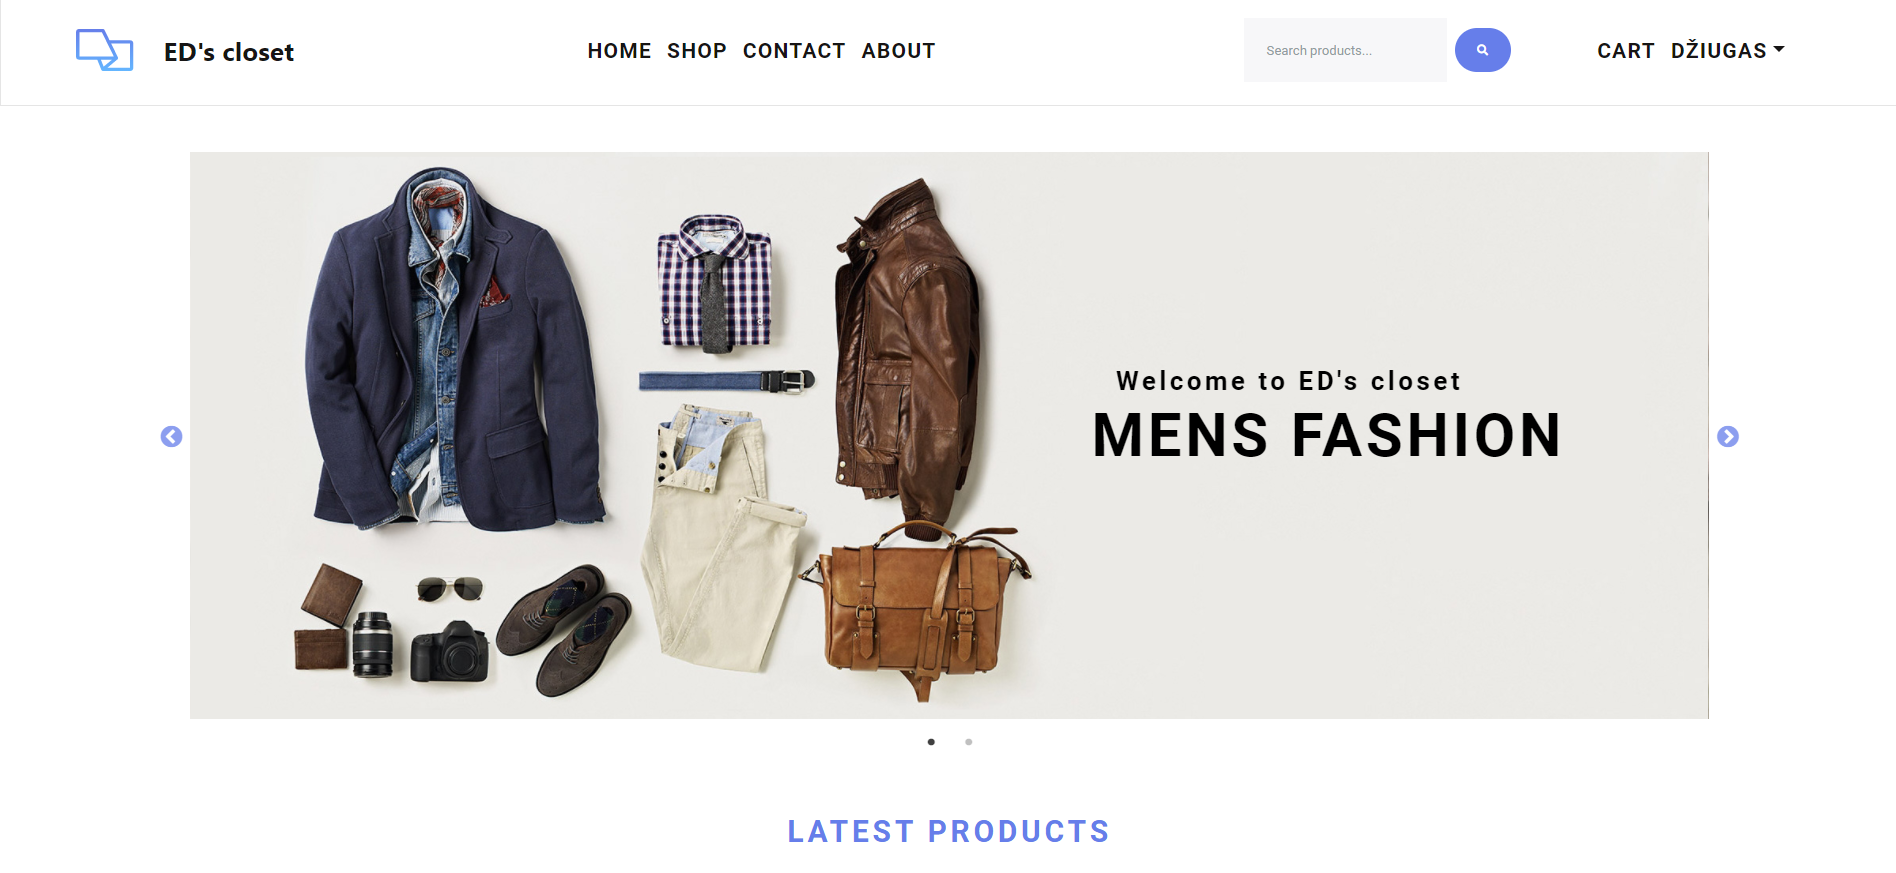 ED's closet
HOME SHOP CONTACT ABOUT
Search products...
CART DŽIUGAS
Welcome to ED's closet
MENS FASHION
LATEST PRODUCTS